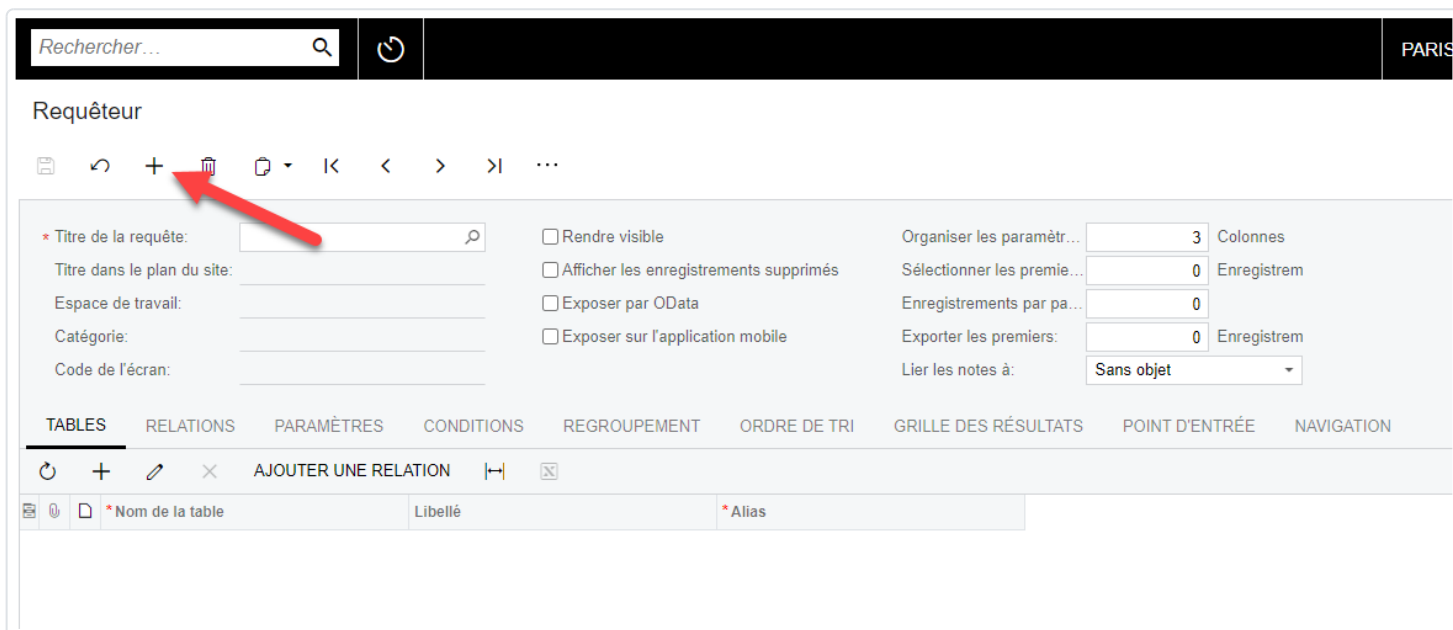 Rechercher...
PARIS
Requêteur
* Titre de la requête:
Rendre visible
Organiser les paramètr... 3 Colonnes
Titre dans le plan du site:
Afficher les enregistrements supprimés
Sélectionner les premie... 0 Enregistrem
Espace de travail:
Exposer par OData
Enregistrements par pa... 0
Catégorie:
Exposer sur l'application mobile
Exporter les premiers: 0 Enregistrem
Code de l'écran:
Lier les notes à: Sans objet
TABLES RELATIONS PARAMÈTRES CONDITIONS REGROUPEMENT ORDRE DE TRI GRILLE DES RÉSULTATS POINT D'ENTRÉE NAVIGATION
AJOUTER UNE RELATION
* Nom de la table Libellé * Alias